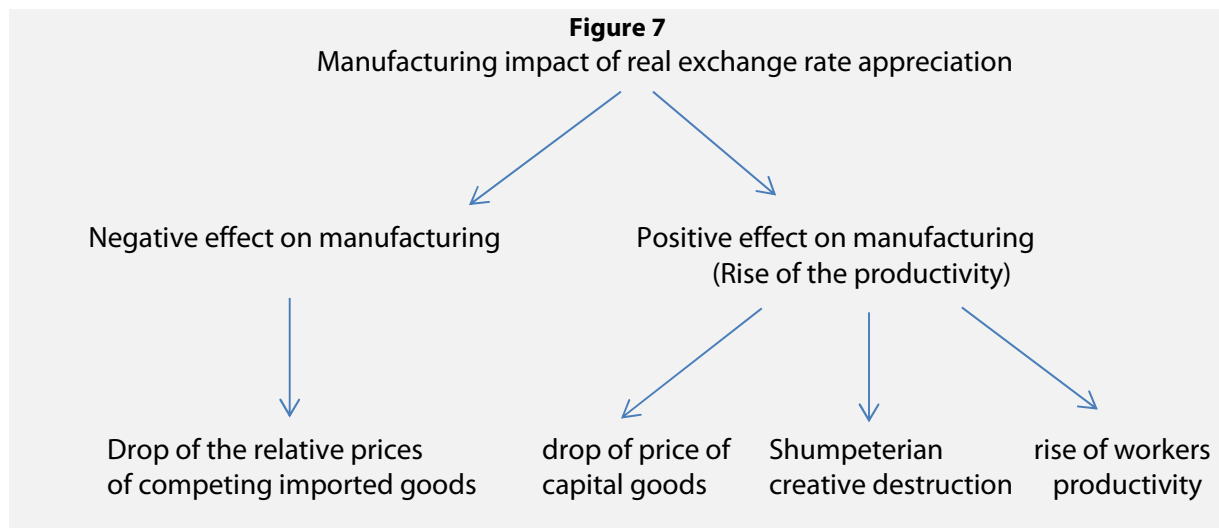 Figure 7
Manufacturing impact of real exchange rate appreciation
Negative effect on manufacturing
Positive effect on manufacturing
(Rise of the productivity)
Drop of the relative prices
of competing imported goods
drop of price of
capital goods
Shumpeterian
creative destruction
rise of workers
productivity